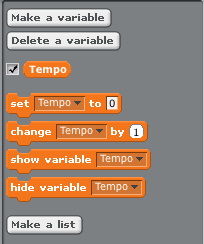 Make a variable
Delete a variable
Tempo
set Tempo to 0
change Tempo by 1
show variable Tempo
hide variable Tempo
Make a list